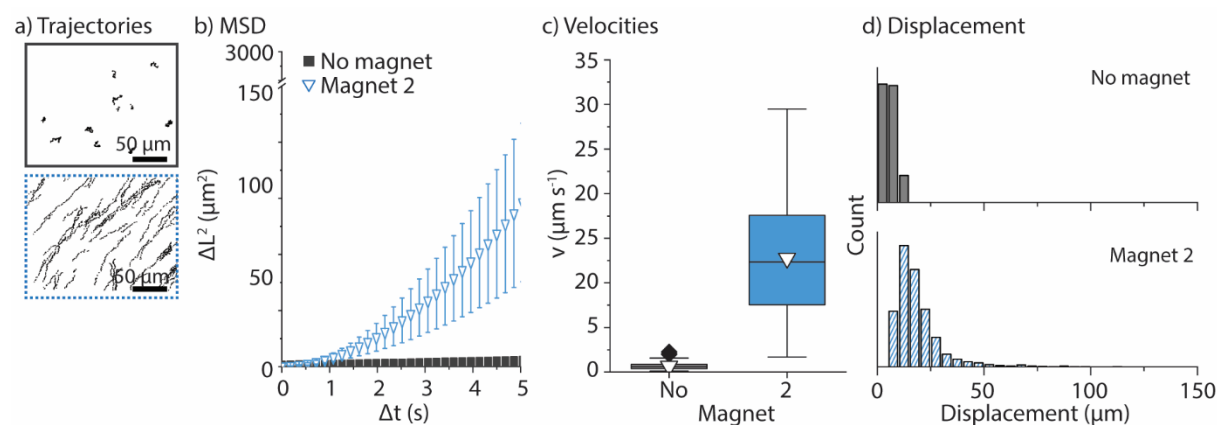 a) Trajectories
50 µm
50 µm
b) MSD
3000
150
100
50
0
ΔL² (µm²)
No magnet
Magnet 2
0 1 2 3 4 5
Δt (s)
c) Velocities
35
30
25
20
25
20
5
0
v (µm s⁻¹)
No 2
Magnet
d) Displacement
No magnet
Magnet 2
Count
0 50 100 150
Displacement (µm)